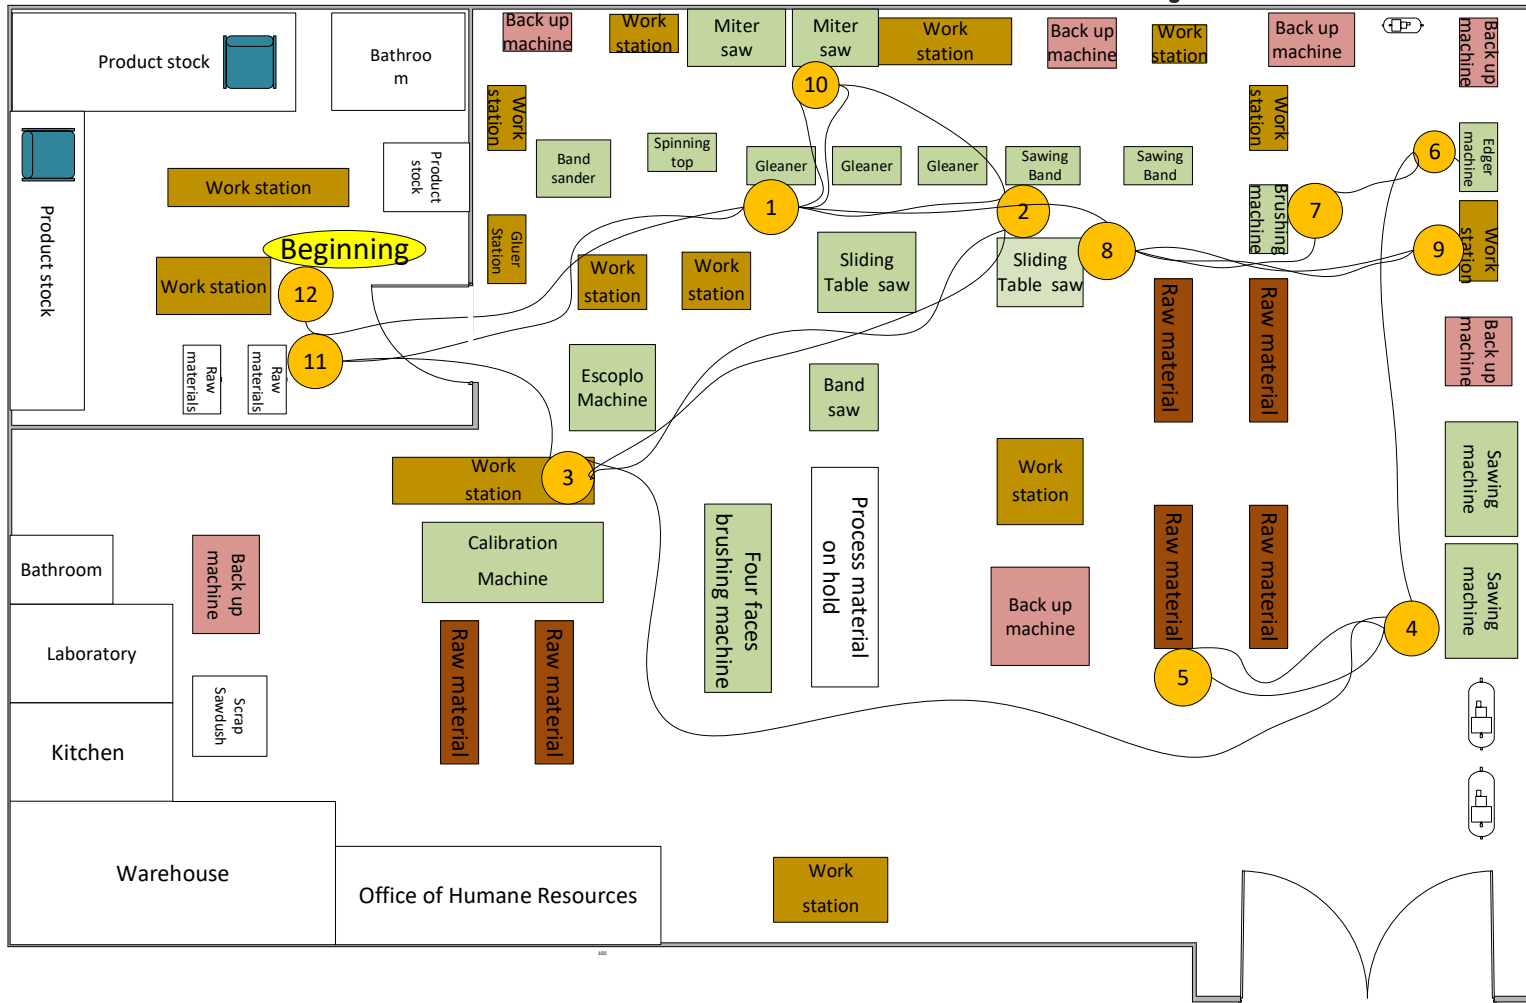 Back up
machine
Work
station
Miter
saw
Miter
saw
Work
station
Back up
machine
Work
station
Back up
machine
Back up
machine
Product stock
Bathroo
m
10
Work
station
Work
station
Band
sander
Spinning
top
Gleaner
Gleaner
Gleaner
Sawing
Band
Sawing
Band
6
Edger
machine
Product
stock
Work station
1
2
Brushing
machine
7
Product stock
Beginning
Gluer
Station
8
9
Work
station
Work station
12
Work
station
Work
station
Sliding
Table saw
Sliding
Table saw
Raw material
Raw material
11
Raw
materials
Raw
materials
Escoplo
Machine
Band
saw
Back up
machine
Work
station
3
Work
station
Sawing
machine
Calibration
Machine
Four faces
brushing machine
Process material
on hold
Raw material
Raw material
Sawing
machine
Bathroom
Back up
machine
Back up
machine
4
Laboratory
Raw material
Raw material
5
Scrap
Sawdush
Kitchen
Warehouse
Office of Humane Resources
Work
station
100